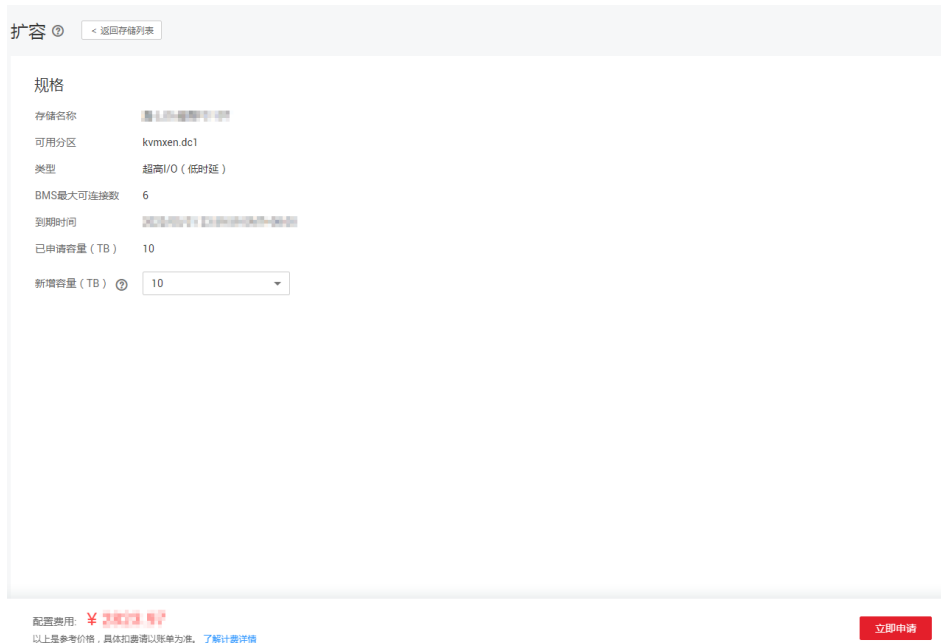 扩容 ? < 返回存储列表
规格
存储名称
可用分区 kvmxen.dc1
类型 超高I/O（低时延）
BMS最大可连接数 6
到期时间
已申请容量（TB） 10
新增容量（TB） ? 10
配置费用: ¥
以上是参考价格，具体扣费请以账单为准。 了解计费详情
立即申请